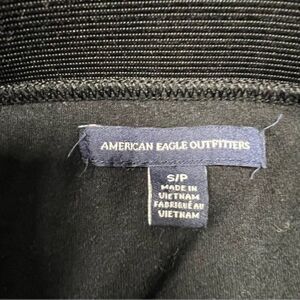 AMERICAN EAGLE OUTFITTERS
S/P
MADE IN
VIETNAM
FABRIQUÉ AU
VIETNAM